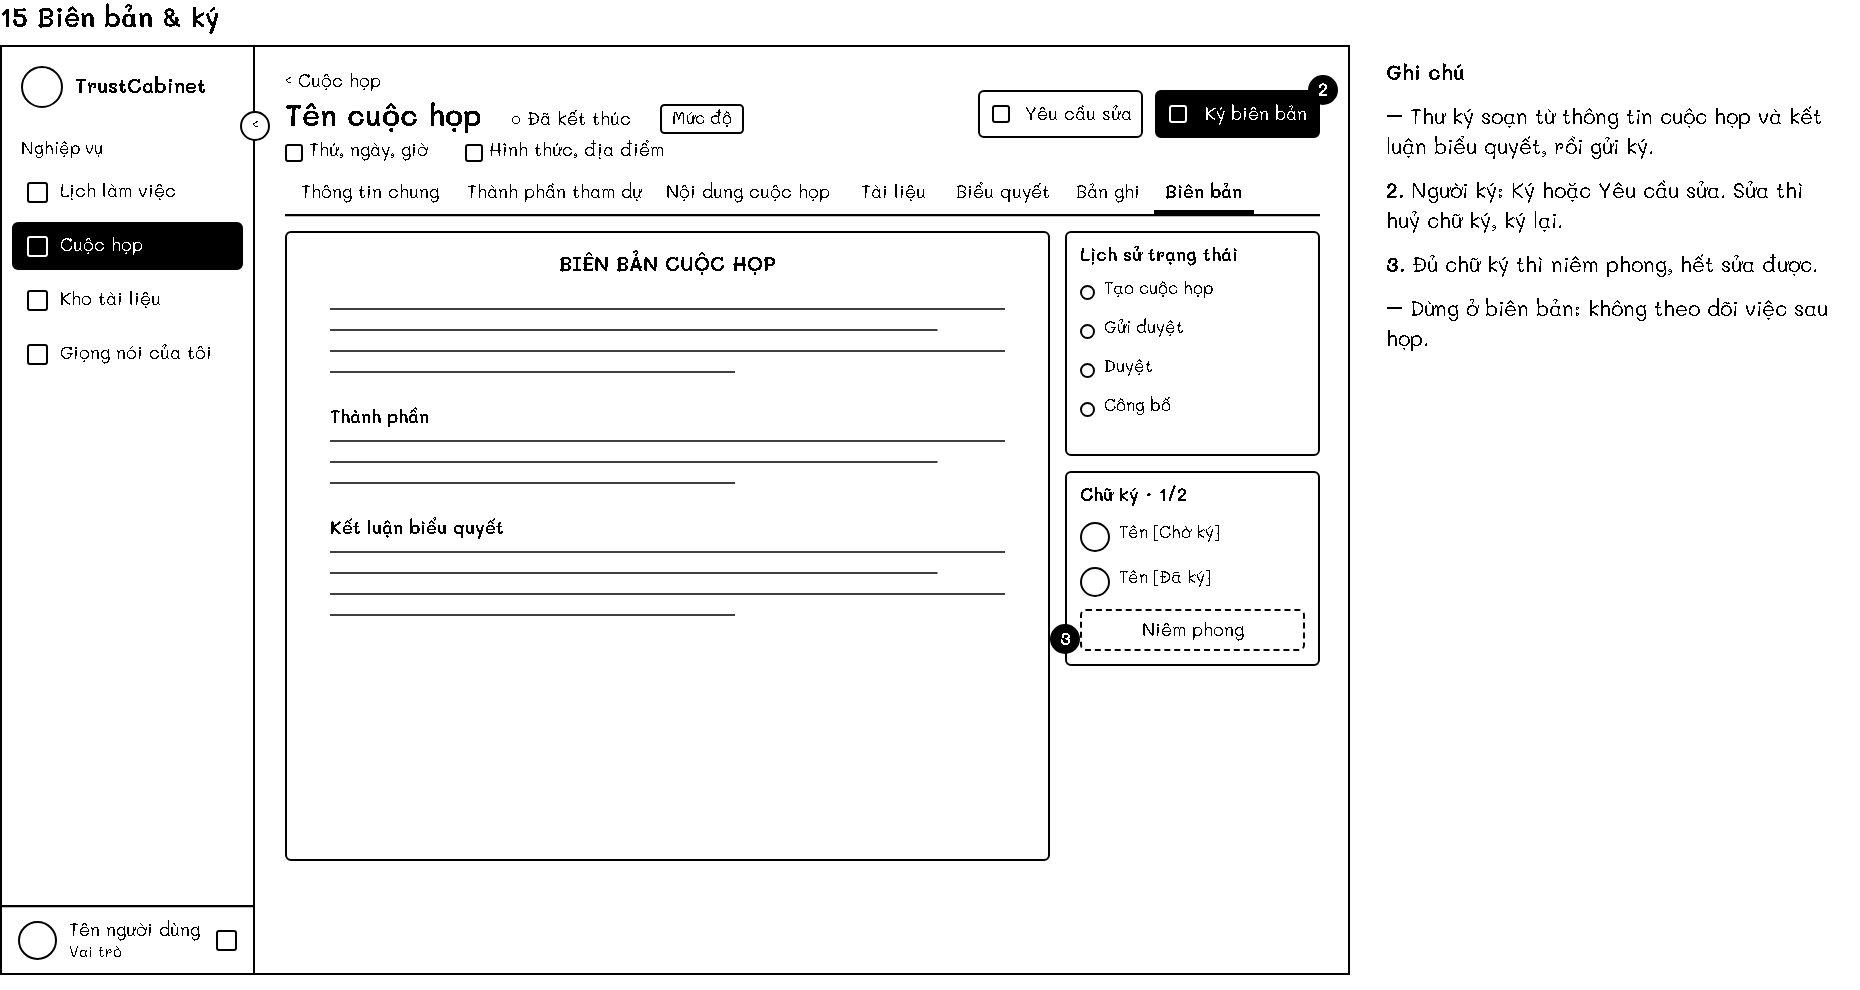 15 Biên bản & ký
TrustCabinet
Nghiệp vụ
Lịch làm việc
Cuộc họp
Kho tài liệu
Giọng nói của tôi
Tên người dùng
Vai trò
<
< Cuộc họp
Tên cuộc họp
○ Đã kết thúc
Mức độ
Thứ, ngày, giờ
Hình thức, địa điểm
Yêu cầu sửa
Ký biên bản
2
Thông tin chung
Thành phần tham dự
Nội dung cuộc họp
Tài liệu
Biểu quyết
Bản ghi
Biên bản
BIÊN BẢN CUỘC HỌP
Thành phần
Kết luận biểu quyết
Lịch sử trạng thái
Tạo cuộc họp
Gửi duyệt
Duyệt
Công bố
Chữ ký · 1/2
Tên [Chờ ký]
Tên [Đã ký]
3
Niêm phong
Ghi chú
— Thư ký soạn từ thông tin cuộc họp và kết
luận biểu quyết, rồi gửi ký.
2. Người ký: Ký hoặc Yêu cầu sửa. Sửa thì
huỷ chữ ký, ký lại.
3. Đủ chữ ký thì niêm phong, hết sửa được.
— Dừng ở biên bản: không theo dõi việc sau
họp.